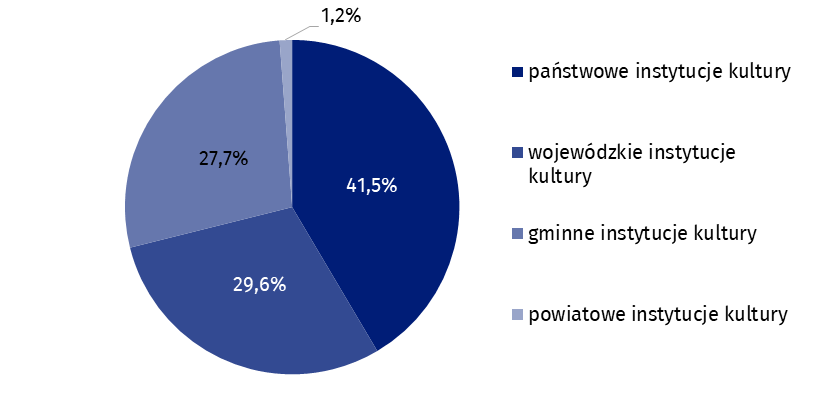 1,2%
państwowe instytucje kultury
wojewódzkie instytucje
kultury
27,7%
41,5%
gminne instytucje kultury
29,6%
powiatowe instytucje kultury